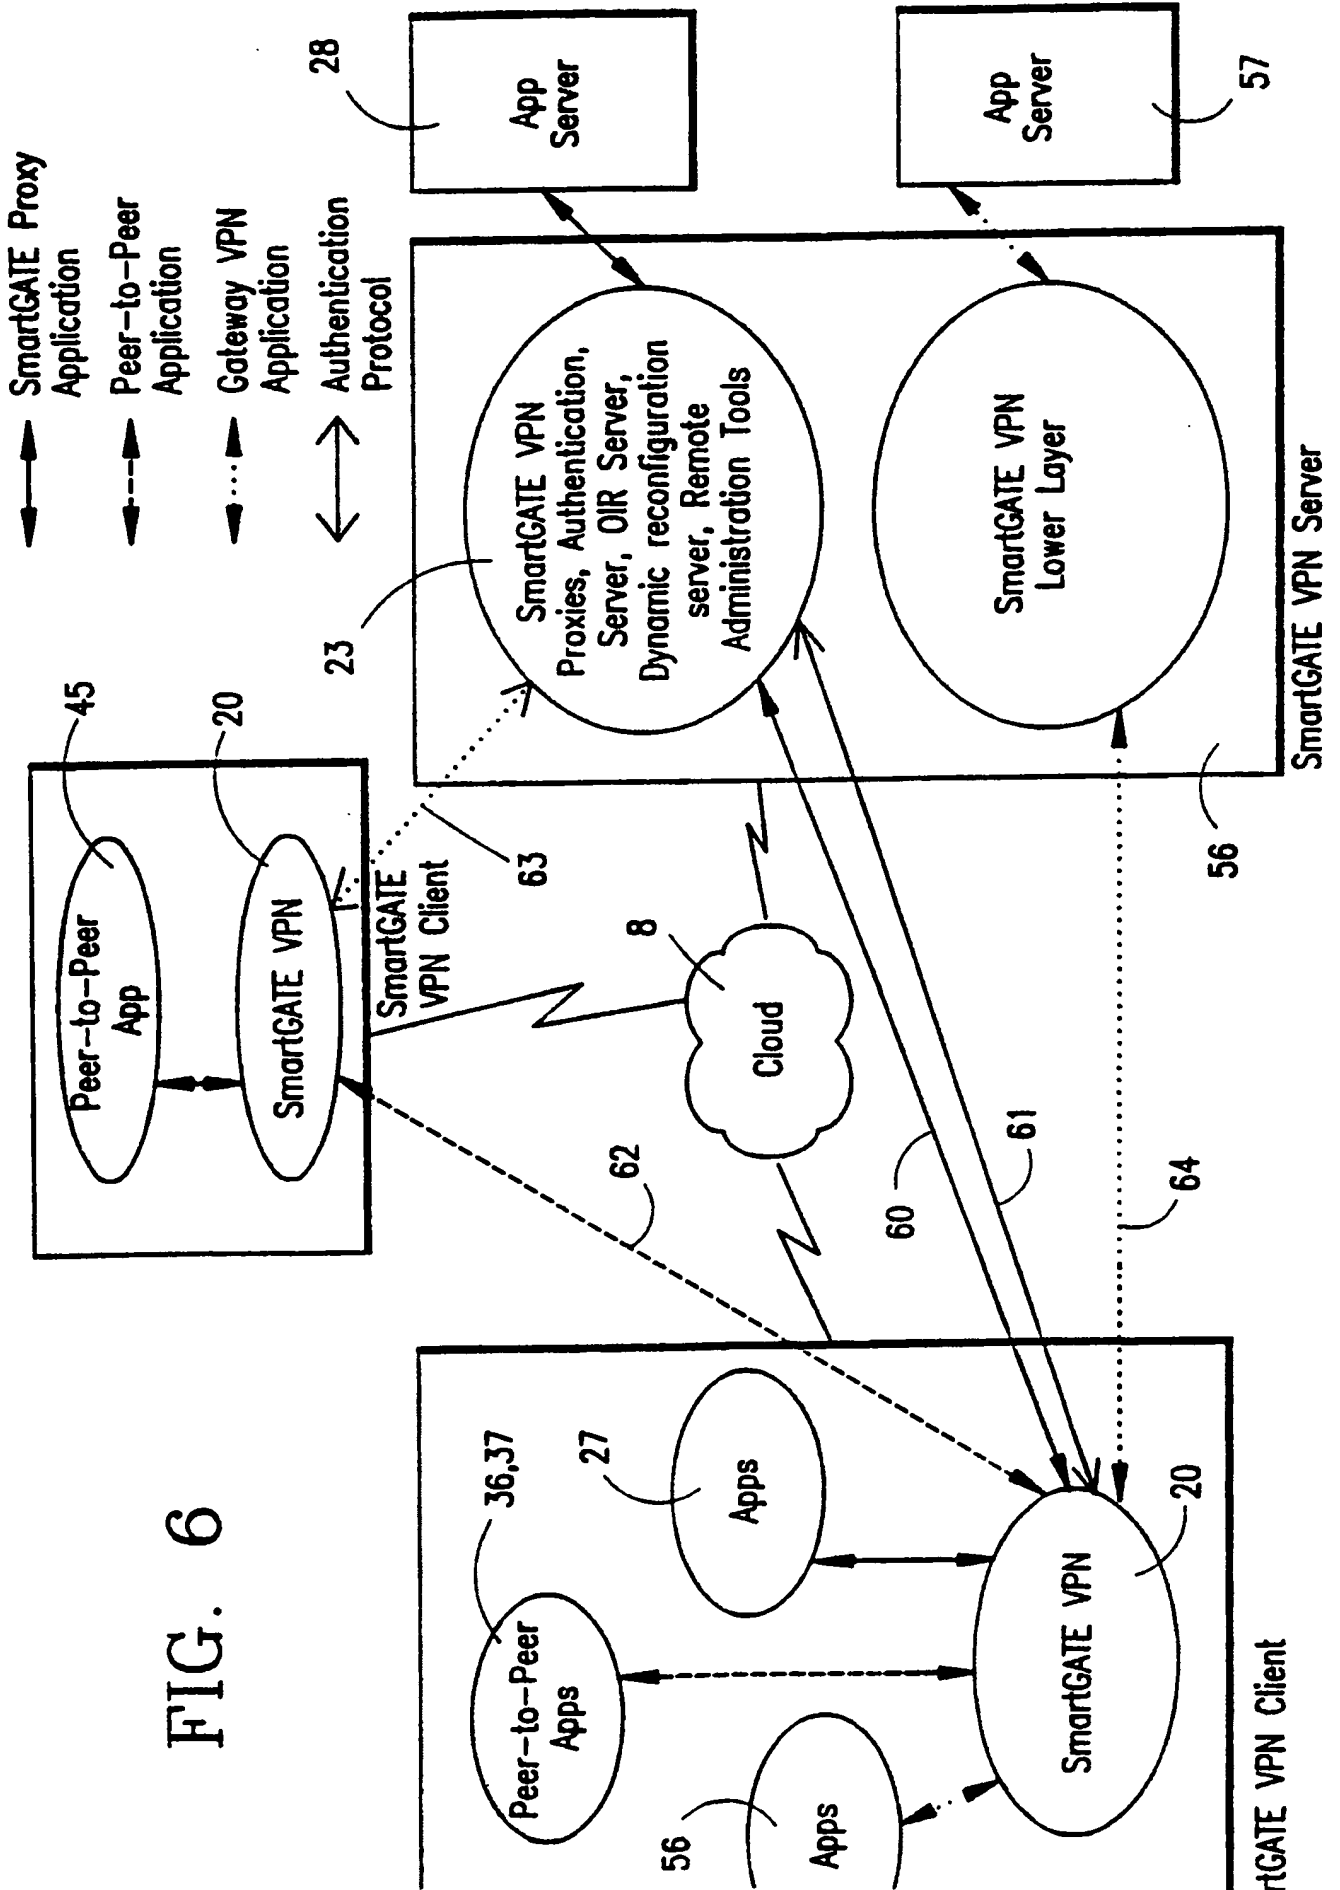 FIG. 6
SmartGATE Proxy
Application
Peer-to-Peer
Application
Gateway VPN
Application
Authentication
Protocol
45
Peer-to-Peer
App
20
SmartGATE VPN
SmartGATE
VPN Client
63
62
8
Cloud
36,37
Peer-to-Peer
Apps
27
Apps
56
Apps
20
SmartGATE VPN
rtGATE VPN Client
60
61
64
23
SmartGATE VPN
Proxies, Authentication,
Server, OIR Server,
Dynamic reconfiguration
server, Remote
Administration Tools
SmartGATE VPN
Lower Layer
56
SmartGATE VPN Server
28
App
Server
App
Server
57